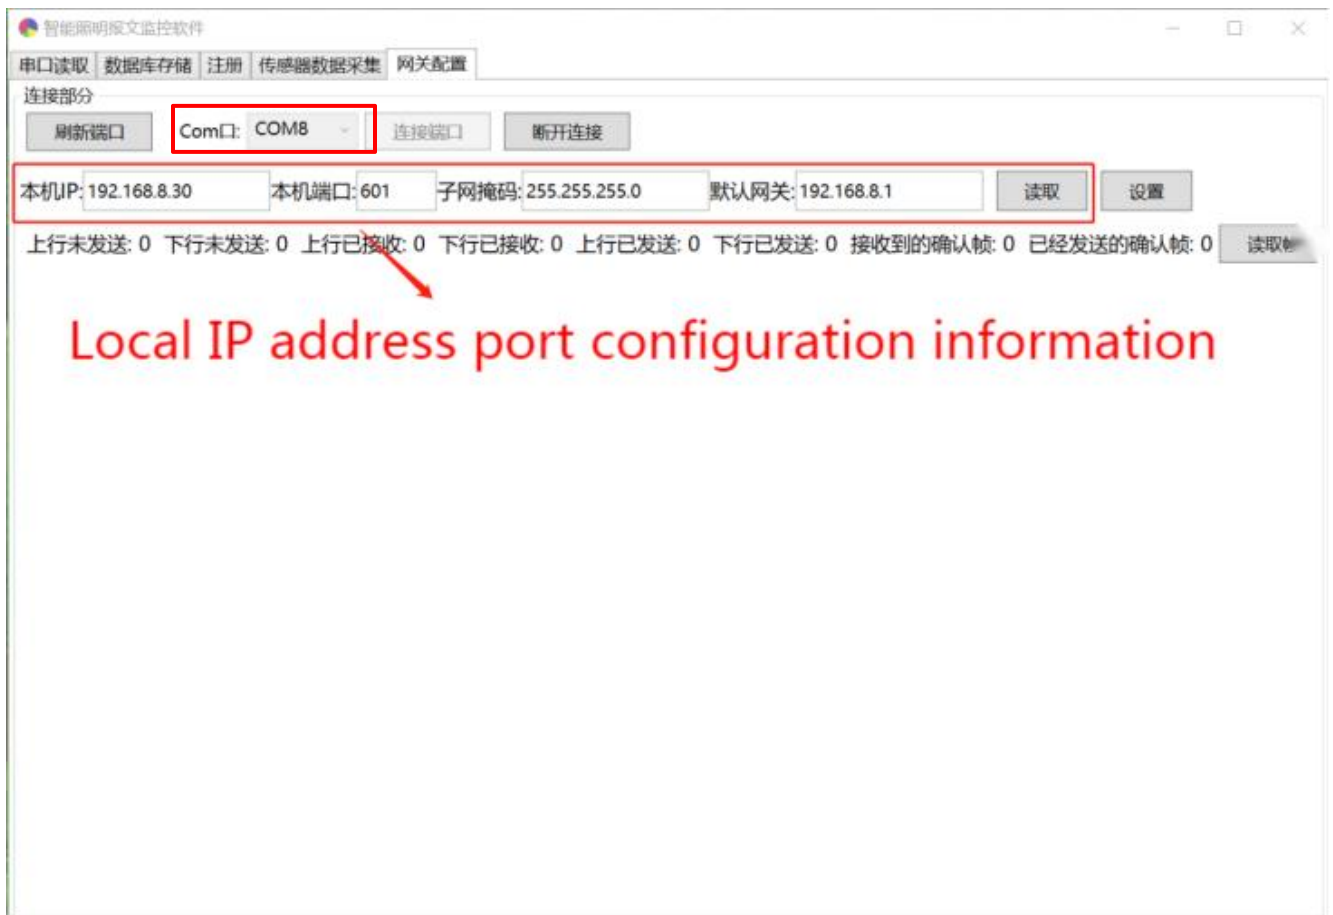 智能照明报文监控软件
串口读取 数据库存储 注册 传感器数据采集 网关配置
连接部分
刷新端口 Com口: COM8 连接端口 断开连接
本机IP: 192.168.8.30 本机端口: 601 子网掩码: 255.255.255.0 默认网关: 192.168.8.1 读取 设置
上行未发送: 0 下行未发送: 0 上行已接收: 0 下行已接收: 0 上行已发送: 0 下行已发送: 0 接收到的确认帧: 0 已经发送的确认帧: 0 读取
Local IP address port configuration information